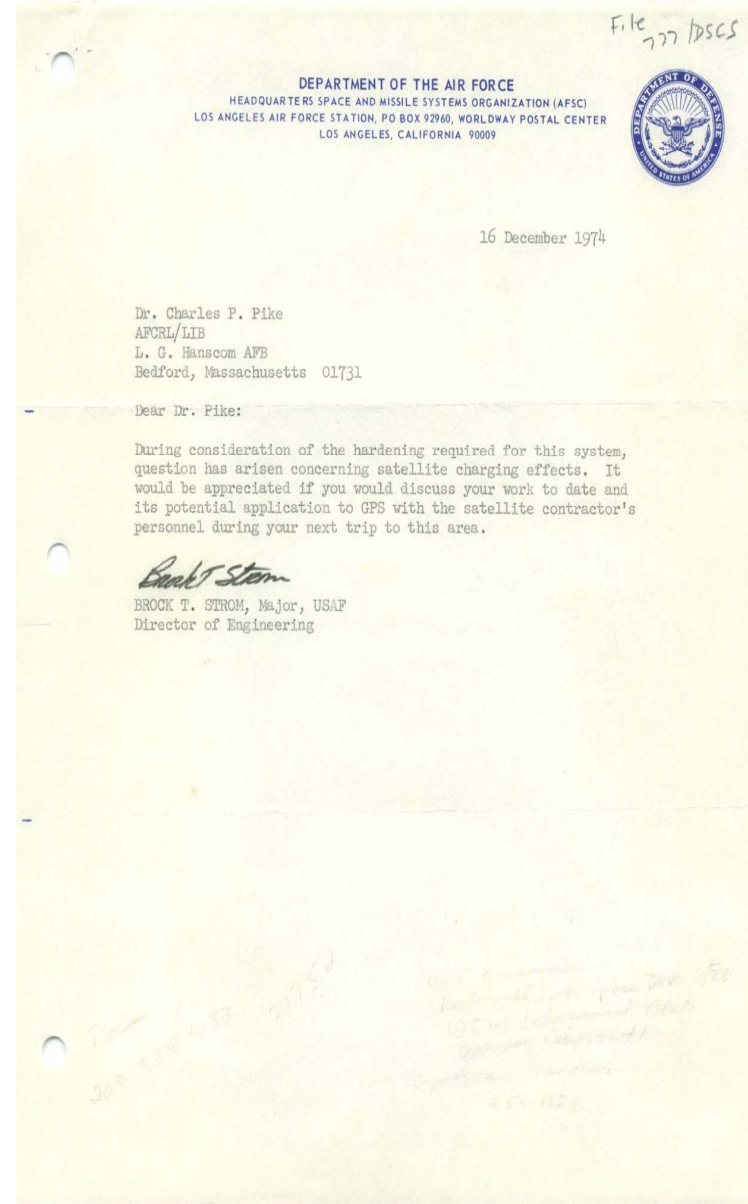 File
777/DSCS
DEPARTMENT OF THE AIR FORCE
HEADQUARTERS SPACE AND MISSILE SYSTEMS ORGANIZATION (AFSC)
LOS ANGELES AIR FORCE STATION, PO BOX 92960, WORLDWAY POSTAL CENTER
LOS ANGELES, CALIFORNIA 90009
DEPARTMENT OF DEFENSE
UNITED STATES OF AMERICA
16 December 1974
Dr. Charles P. Pike
AFCRL/LIB
L. G. Hanscom AFB
Bedford, Massachusetts 01731
Dear Dr. Pike:
During consideration of the hardening required for this system,
question has arisen concerning satellite charging effects. It
would be appreciated if you would discuss your work to date and
its potential application to GPS with the satellite contractor's
personnel during your next trip to this area.
Brock T Strom
BROCK T. STROM, Major, USAF
Director of Engineering